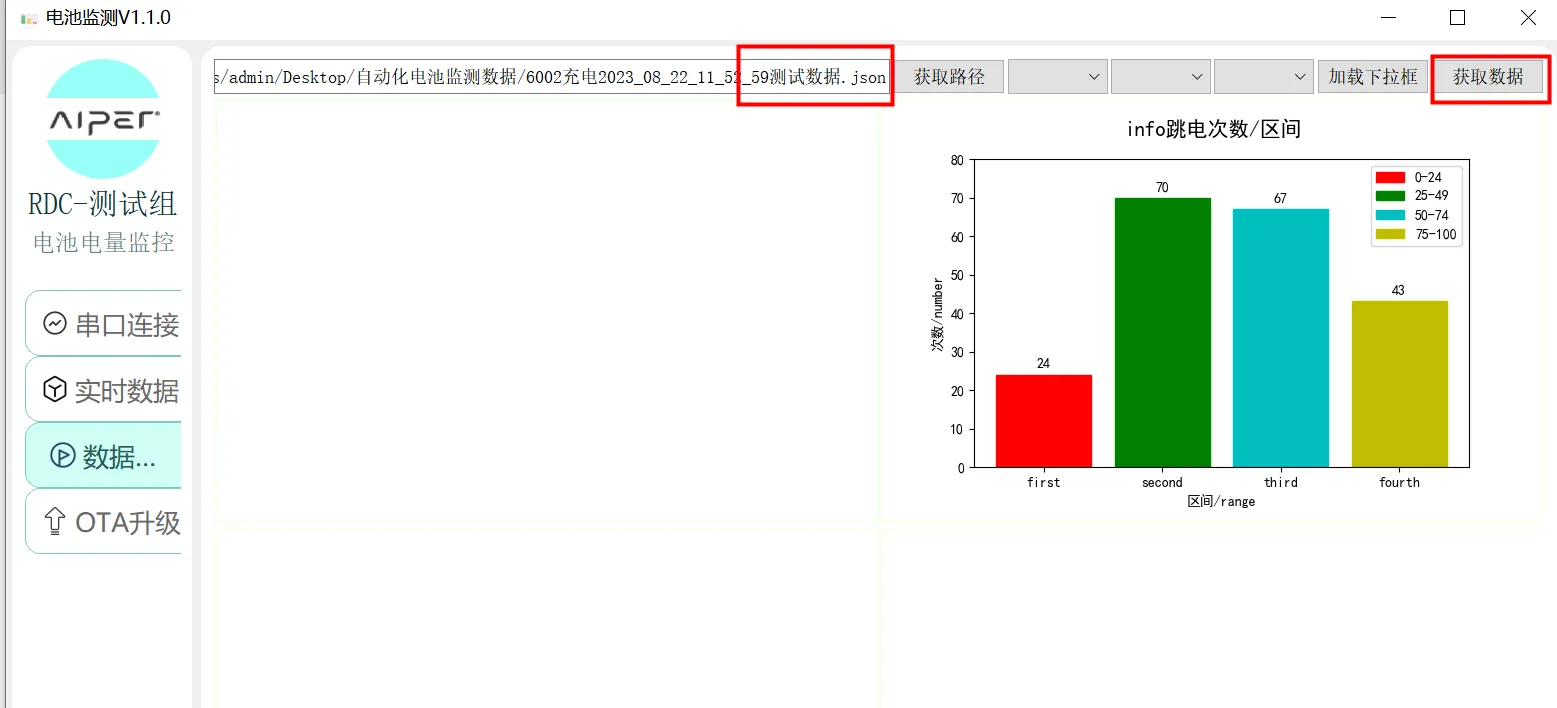 电池监测V1.1.0
AIPER
RDC-测试组
电池电量监控
串口连接
实时数据
数据...
OTA升级
s/admin/Desktop/自动化电池监测数据/6002充电2023_08_22_11_52_59测试数据.json 获取路径 加载下拉框 获取数据
info跳电次数/区间
80
70
60
50
40
30
20
10
0
次数/number
24
70
67
43
0-24
25-49
50-74
75-100
first second third fourth
区间/range